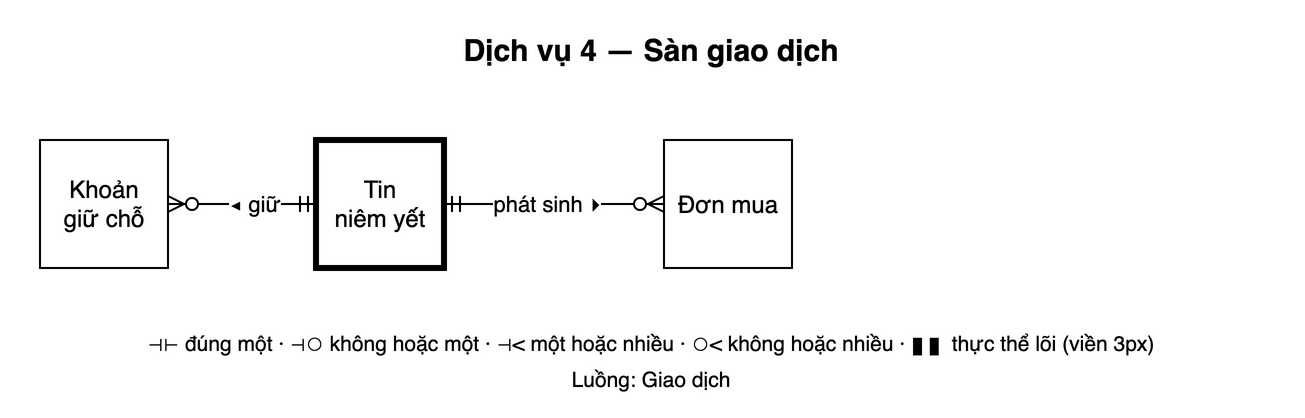 Dịch vụ 4 — Sàn giao dịch
Khoản
giữ chỗ
◂ giữ
Tin
niêm yết
phát sinh ▸
Đơn mua
⊣⊢ đúng một · ⊣○ không hoặc một · ⊣< một hoặc nhiều · ○< không hoặc nhiều · ▮▮ thực thể lõi (viền 3px)
Luồng: Giao dịch